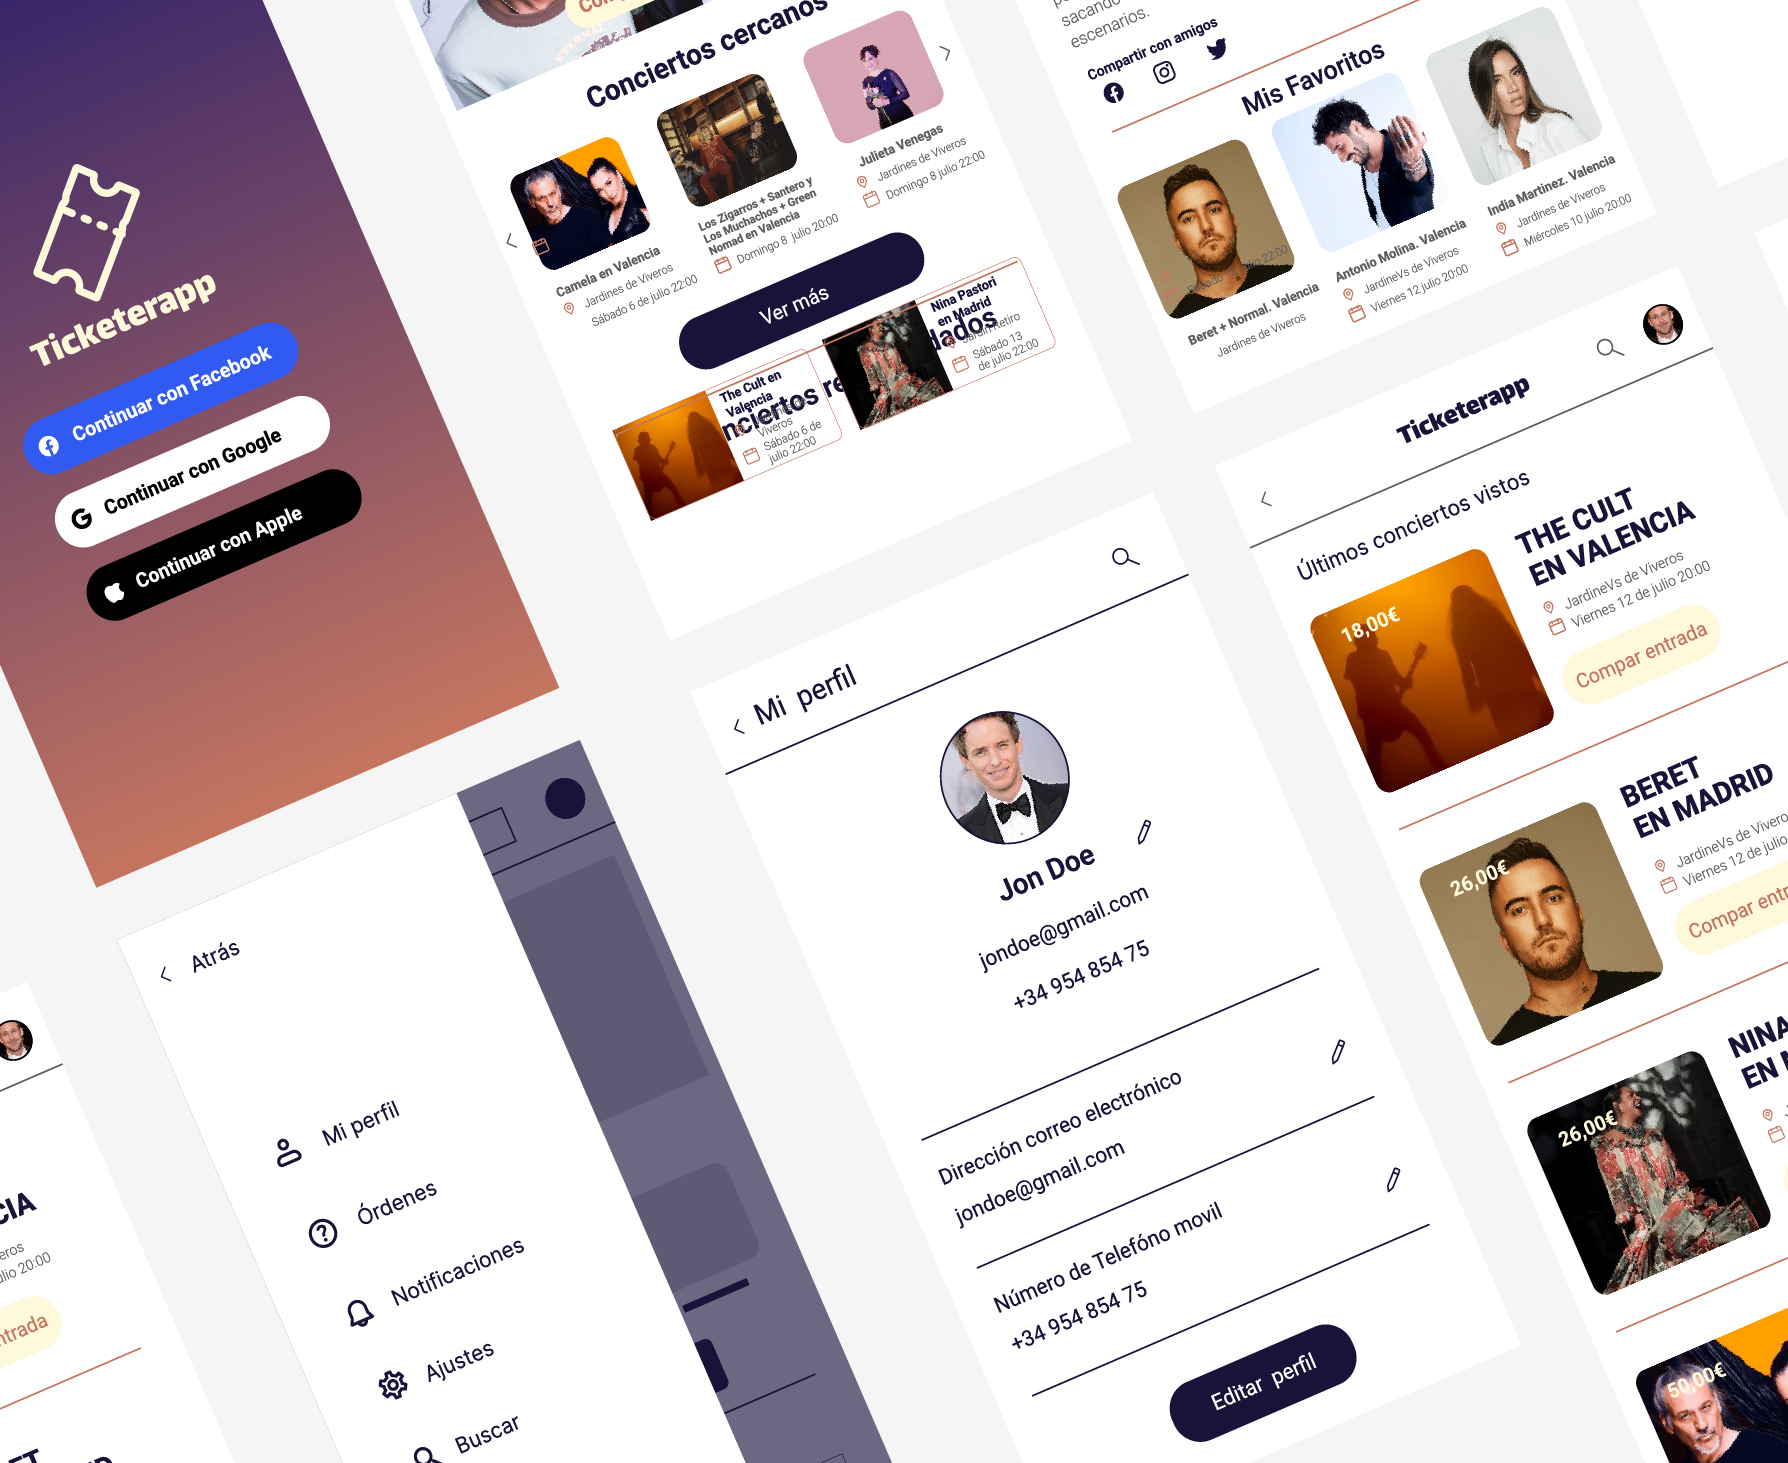 Ticketerapp
Continuar con Facebook
Continuar con Google
Continuar con Apple
Conciertos cercanos
Camela en Valencia
Jardines de Viveros
Sábado 6 de julio 22:00
Los Zigarros + Santero y
Los Muchachos + Green
Nomad en Valencia
Domingo 8 julio 20:00
Julieta Venegas
Jardines de Viveros
Domingo 8 julio 22:00
Ver más
The Cult en
Valencia
Viveros
Sábado 6 de
julio 22:00
Nina Pastori
en Madrid
Jardín Retiro
Sábado 13
de julio 22:00
sacando
escenarios.
Compartir con amigos
Mis Favoritos
Beret + Normal. Valencia
Jardines de Viveros
Antonio Molina. Valencia
JardineVs de Viveros
Viernes 12 julio 20:00
India Martinez. Valencia
Jardines de Viveros
Miércoles 10 julio 20:00
Ticketerapp
Últimos conciertos vistos
18,00€
THE CULT
EN VALENCIA
JardineVs de Viveros
Viernes 12 de julio 20:00
Compar entrada
26,00€
BERET
EN MADRID
JardineVs de Vivero
Viernes 12 de julio
Compar entr
26,00€
NINA
50,00€
Mi perfil
Jon Doe
jondoe@gmail.com
+34 954 854 75
Dirección correo electrónico
jondoe@gmail.com
Número de Telefóno movil
+34 954 854 75
Editar perfil
Atrás
Mi perfil
Órdenes
Notificaciones
Ajustes
Buscar
CIA
eros
lio 20:00
ntrada
ET